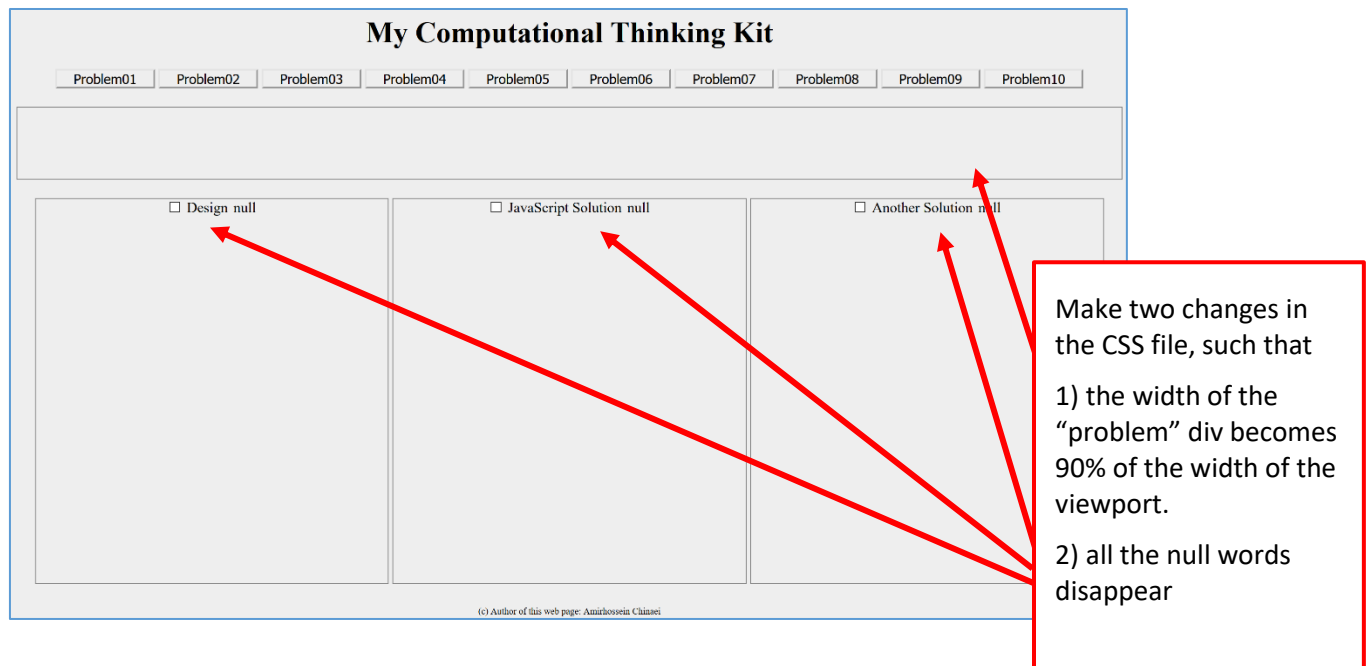 My Computational Thinking Kit
Problem01 Problem02 Problem03 Problem04 Problem05 Problem06 Problem07 Problem08 Problem09 Problem10
Design null
JavaScript Solution null
Another Solution null
Make two changes in
the CSS file, such that
1) the width of the
“problem” div becomes
90% of the width of the
viewport.
2) all the null words
disappear
(c) Author of this web page: Amirhossein Chinaei